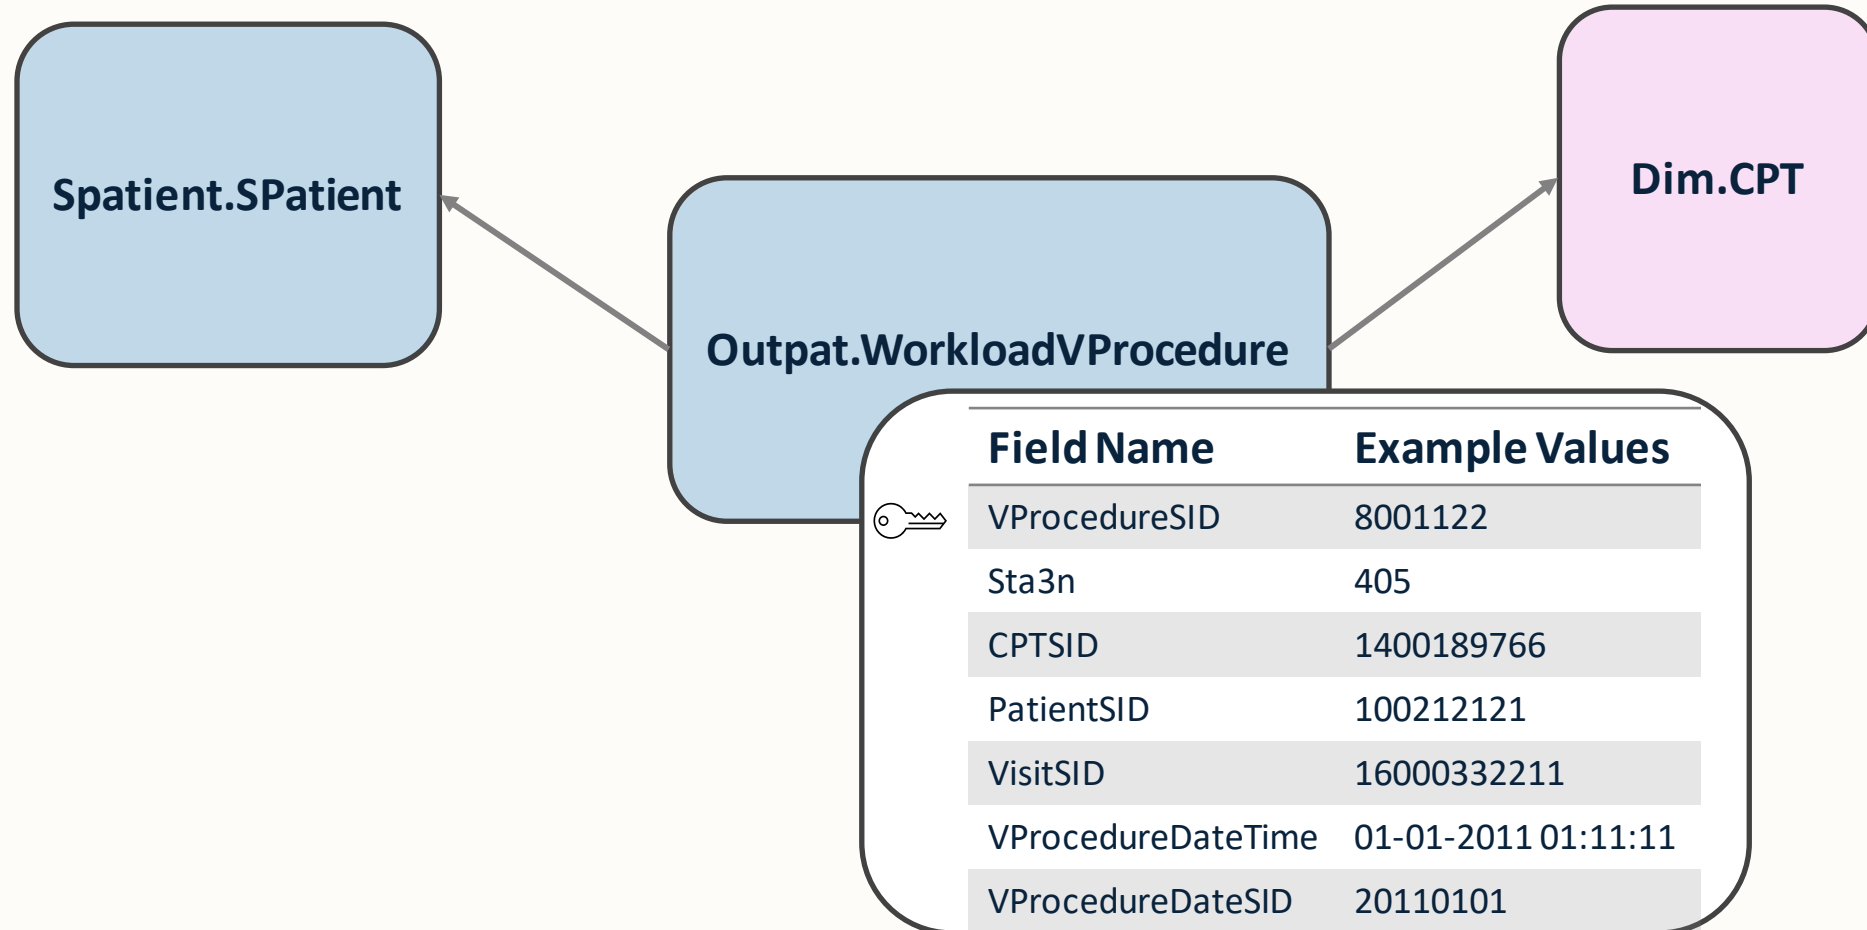 Spatient.SPatient
Dim.CPT
Outpat.WorkloadVProcedure
Field Name Example Values
VProcedureSID 8001122
Sta3n 405
CPTSID 1400189766
PatientSID 100212121
VisitSID 16000332211
VProcedureDateTime 01-01-2011 01:11:11
VProcedureDateSID 20110101